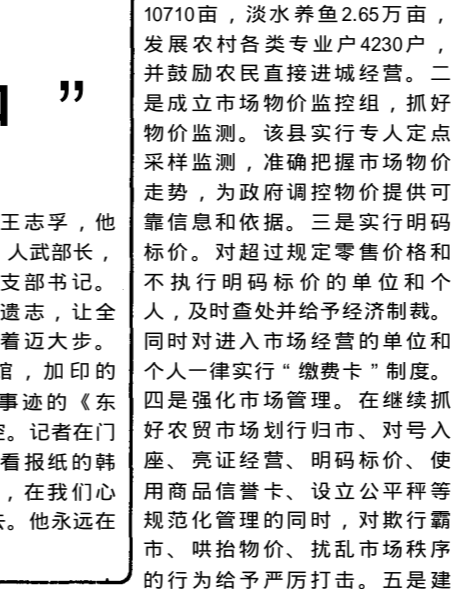 ”
王志孚，他
人武部长，
支部书记。
遗志，让全
着迈大步。
馆，加印的
事迹的《东
空。记者在门
看报纸的韩
，在我们心
去。他永远在
10710亩，淡水养鱼2.65万亩，
发展农村各类专业户4230户，
并鼓励农民直接进城经营。二
是成立市场物价监控组，抓好
物价监测。该县实行专人定点
采样监测，准确把握市场物价
走势，为政府调控物价提供可
靠信息和依据。三是实行明码
标价。对超过规定零售价格和
不执行明码标价的单位和个
人，及时查处并给予经济制裁。
同时对进入市场经营的单位和
个人一律实行“缴费卡”制度。
四是强化市场管理。在继续抓
好农贸市场划行归市、对号入
座、亮证经营、明码标价、使
用商品信誉卡、设立公平秤等
规范化管理的同时，对欺行霸
市、哄抬物价、扰乱市场秩序
的行为给予严厉打击。五是建